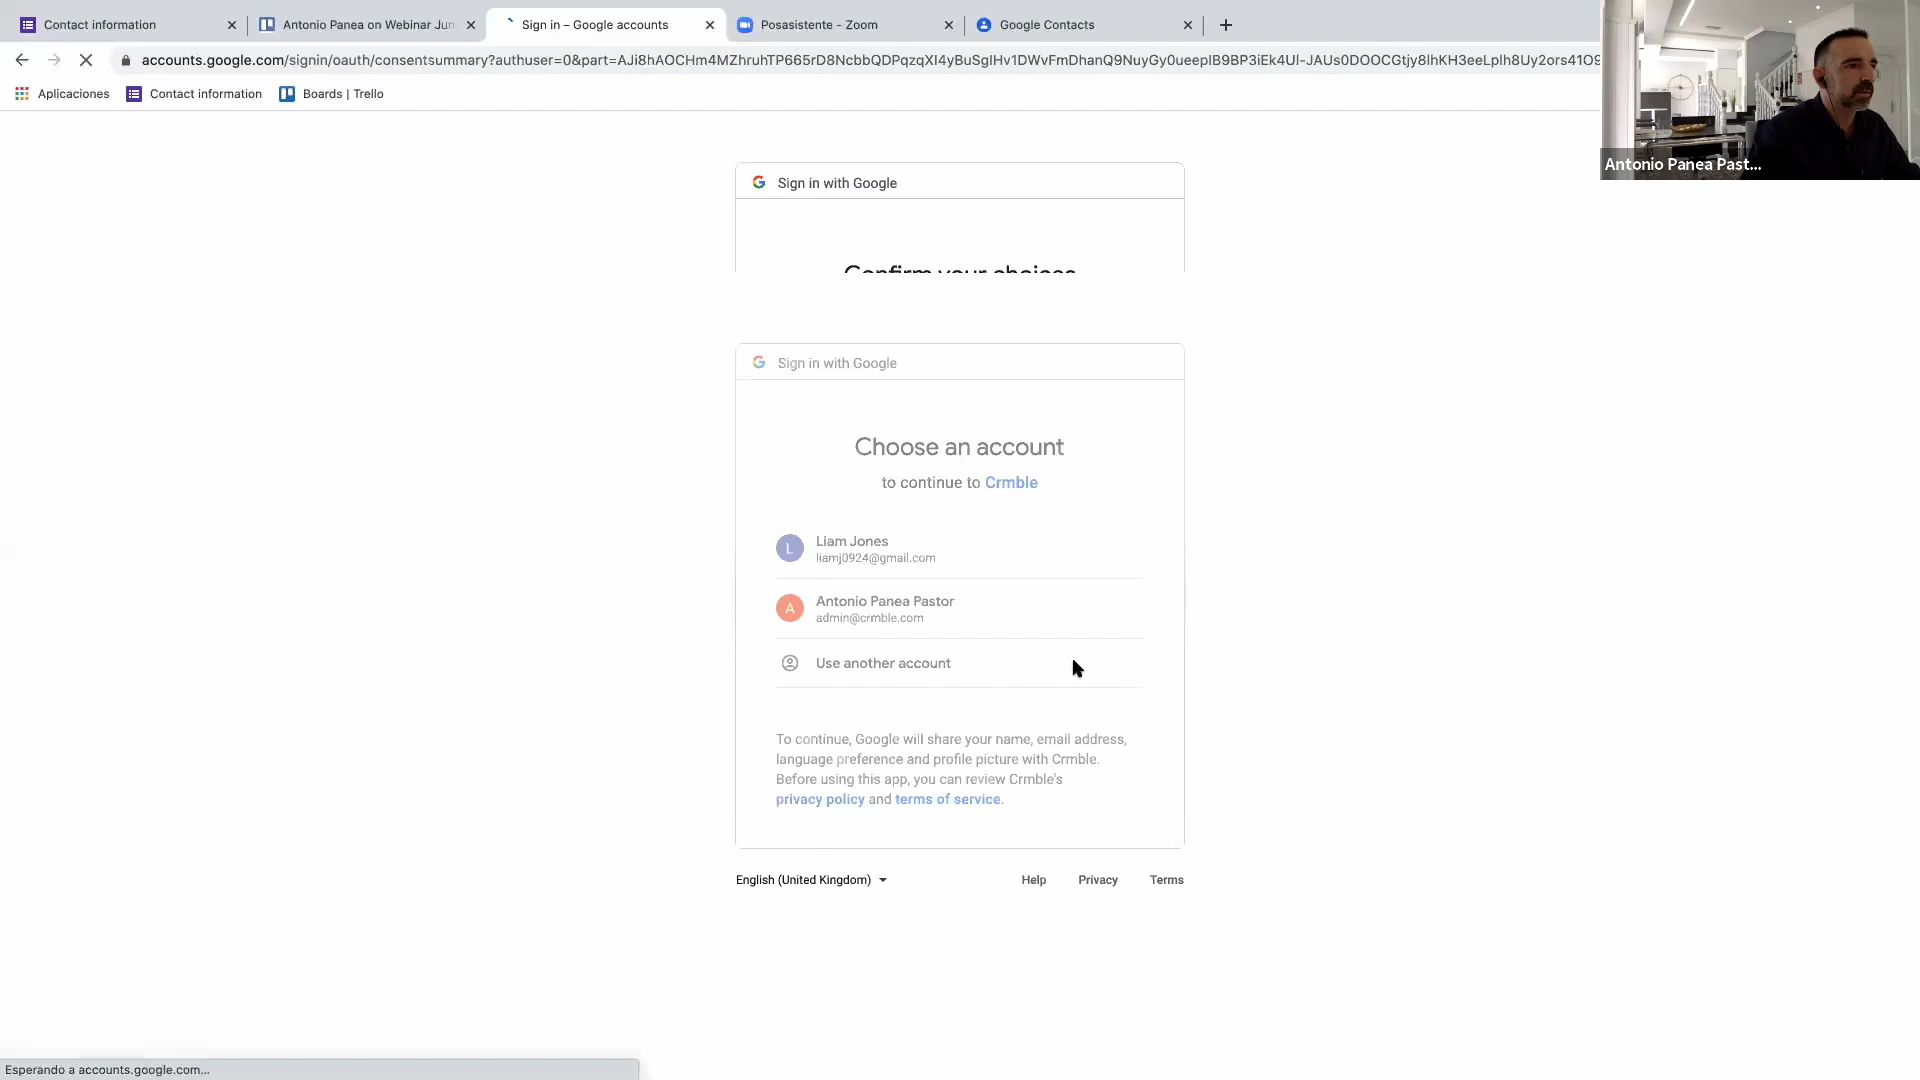 Contact information
Antonio Panea on Webinar Jun
Sign in – Google accounts
Posasistente - Zoom
Google Contacts
accounts.google.com/signin/oauth/consentsummary?authuser=0&part=
Aplicaciones
Contact information
Boards | Trello
Antonio Panea Past...
Sign in with Google
Confirm your choices
Sign in with Google
Choose an account
to continue to Crmble
L
Liam Jones
liamj0924@gmail.com
A
Antonio Panea Pastor
admin@crmble.com
Use another account
To continue, Google will share your name, email address,
language preference and profile picture with Crmble.
Before using this app, you can review Crmble's
privacy policy and terms of service.
English (United Kingdom)
Help
Privacy
Terms
Esperando a accounts.google.com...